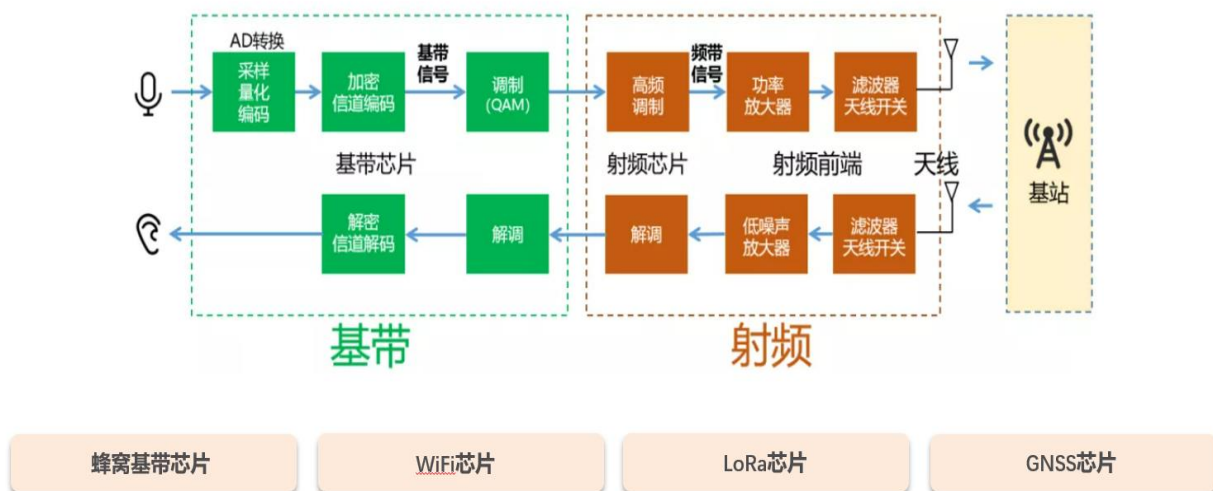 AD转换
采样
量化
编码
加密
信道编码
基带
信号
调制
(QAM)
高频
调制
频带
信号
功率
放大器
滤波器
天线开关
基带芯片
射频芯片
射频前端
天线
基站
解密
信道解码
解调
解调
低噪声
放大器
滤波器
天线开关
基带
射频
蜂窝基带芯片
WiFi芯片
LoRa芯片
GNSS芯片